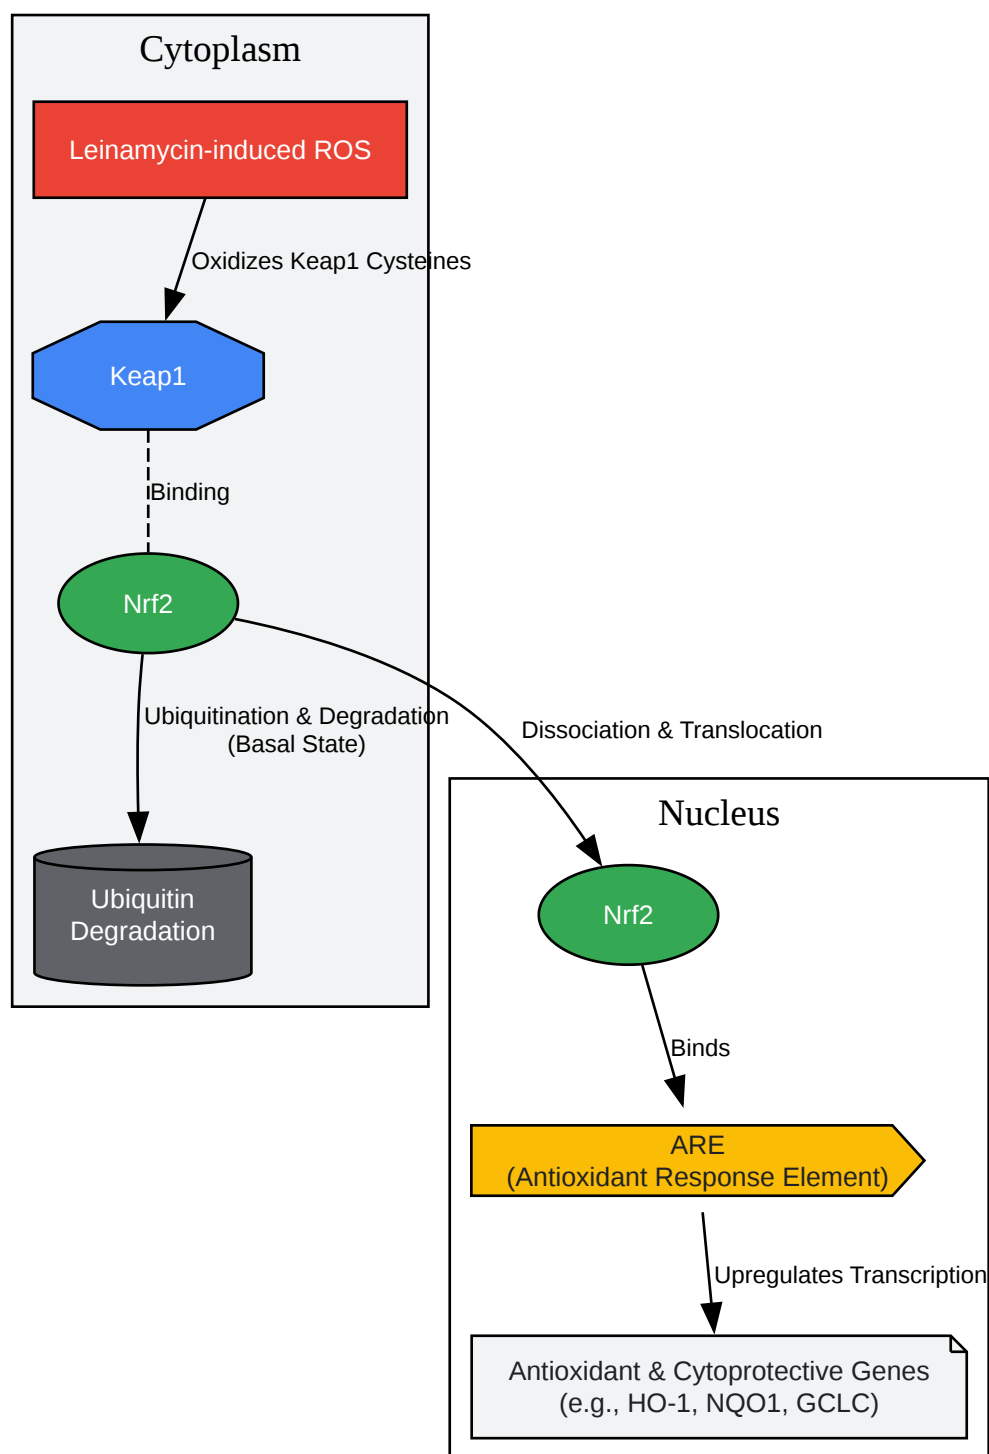 Cytoplasm
Leinamycin-induced ROS
Oxidizes Keap1 Cysteines
Keap1
Binding
Nrf2
Ubiquitination & Degradation
(Basal State)
Dissociation & Translocation
Ubiquitin
Degradation
Nucleus
Nrf2
Binds
ARE
(Antioxidant Response Element)
Upregulates Transcription
Antioxidant & Cytoprotective Genes
(e.g., HO-1, NQO1, GCLC)